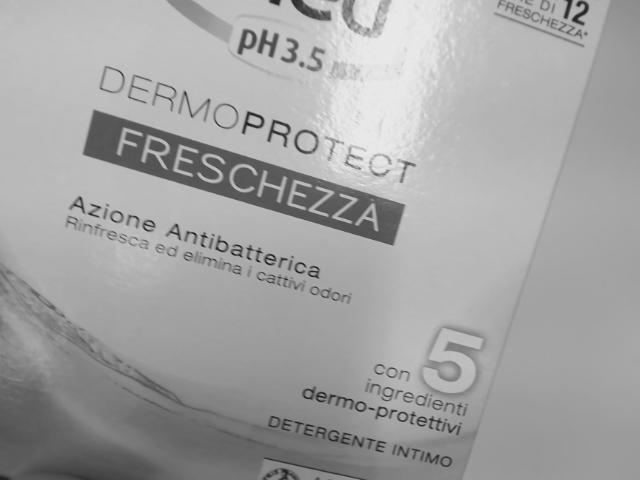 DI 12
FRESCHEZZA*
pH 3.5
DERMOPROTECT
FRESCHEZZA
Azione Antibatterica
Rinfresca ed elimina i cattivi odori
con 5
ingredienti
dermo-protettivi
DETERGENTE INTIMO